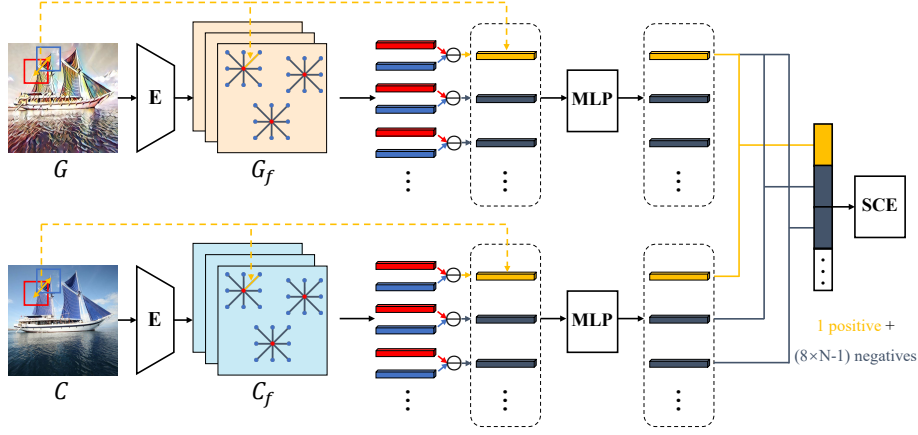 E
MLP
G
G_f
SCE
E
MLP
1 positive +
(8×N-1) negatives
C
C_f